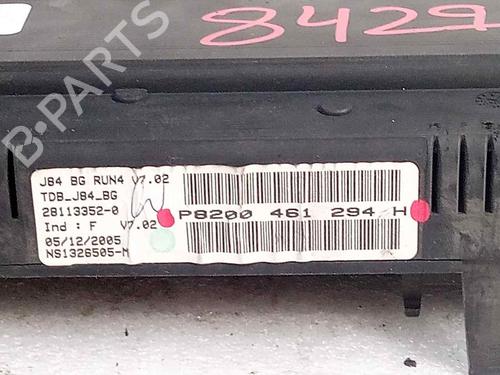 8429
B-PARTS
J84 BG RUN4 V7.02
TDB_J84_BG
28113352-0
Ind : F V7.02
05/12/2005
NS1326505-M
P8200 461 294 H